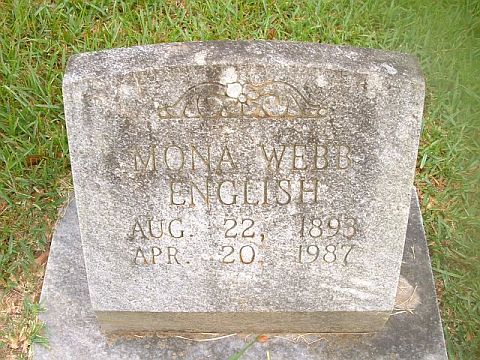 MONA WEBB
ENGLISH
AUG. 22, 1893
APR. 20. 1987